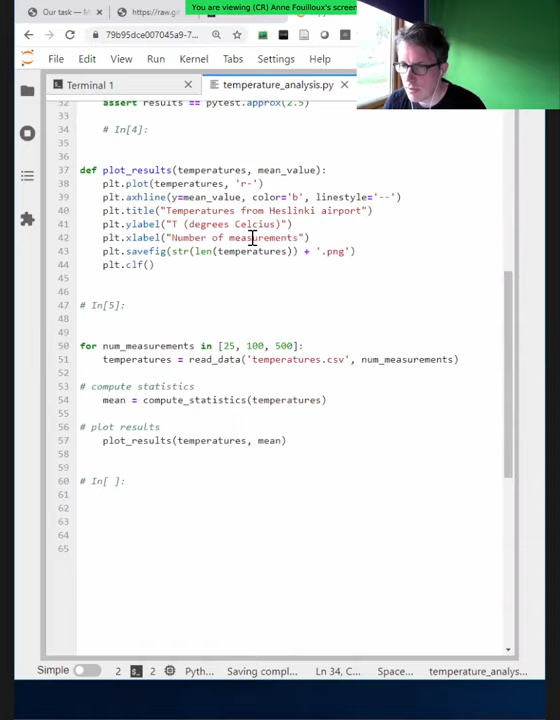 You are viewing (CR) Anne Fouilloux's screen
Our task — M
https://raw.gi
79b95dce007045a9-7...
File Edit View Run Kernel Tabs Settings Help
Terminal 1
temperature_analysis.py
32 assert results == pytest.approx(2.5)
33
34 # In[4]:
35
36
37 def plot_results(temperatures, mean_value):
38 plt.plot(temperatures, 'r-')
39 plt.axhline(y=mean_value, color='b', linestyle='--')
40 plt.title("Temperatures from Heslinki airport")
41 plt.ylabel("T (degrees Celcius)")
42 plt.xlabel("Number of measurements")
43 plt.savefig(str(len(temperatures)) + '.png')
44 plt.clf()
45
46
47 # In[5]:
48
49
50 for num_measurements in [25, 100, 500]:
51 temperatures = read_data('temperatures.csv', num_measurements)
52
53 # compute statistics
54 mean = compute_statistics(temperatures)
55
56 # plot results
57 plot_results(temperatures, mean)
58
59
60 # In[ ]:
61
62
63
64
65
Simple 2 2 Pyth... Saving compl... Ln 34, C... Space... temperature_analys...